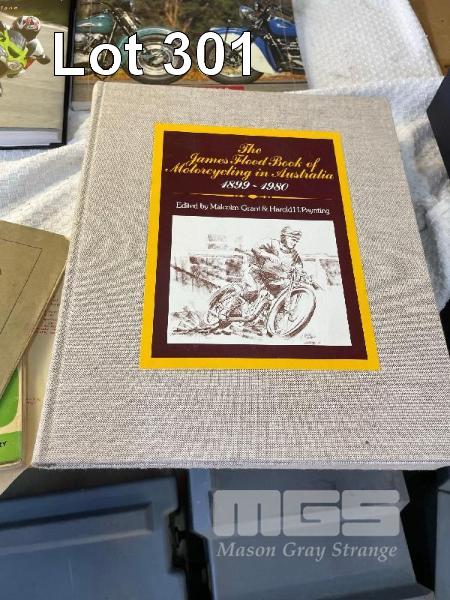 Lot 301
The
James Flood Book of
Motorcycling in Australia
1899-1980
Edited by Malcolm Grant & Harold H. Paynting
MGS
Mason Gray Strange